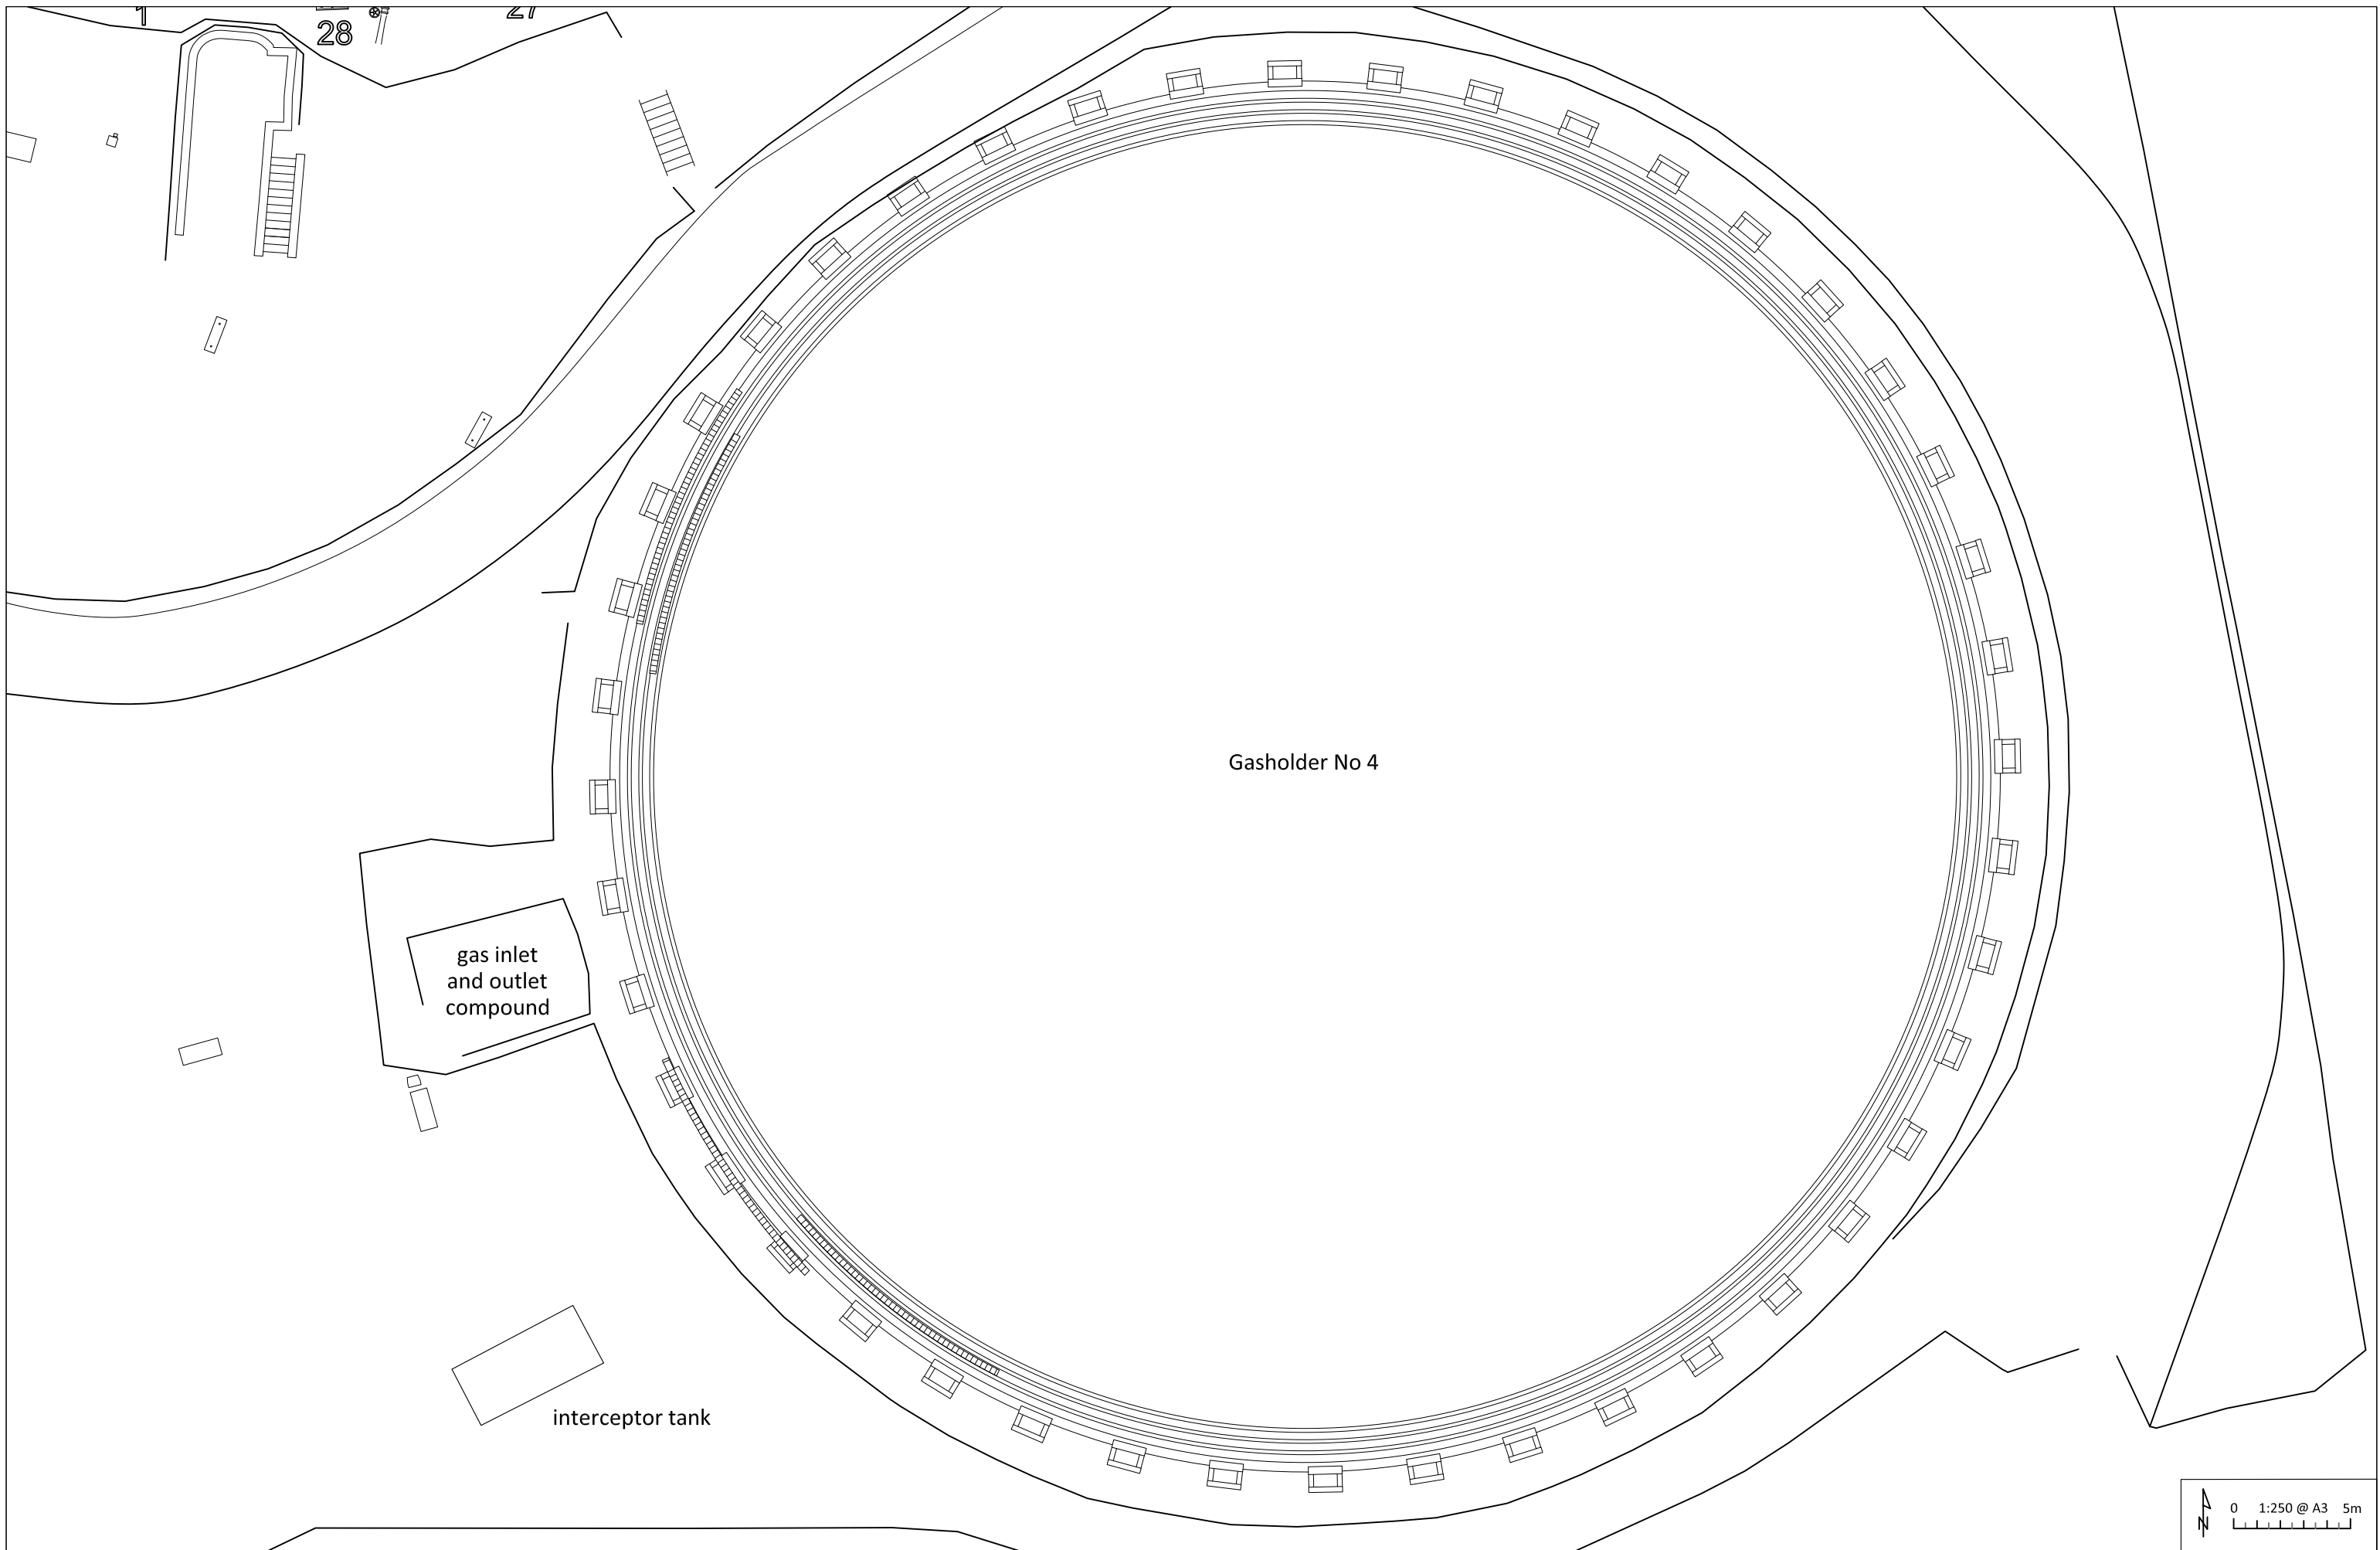 28
Gasholder No 4
gas inlet
and outlet
compound
interceptor tank
N
0 1:250 @ A3 5m